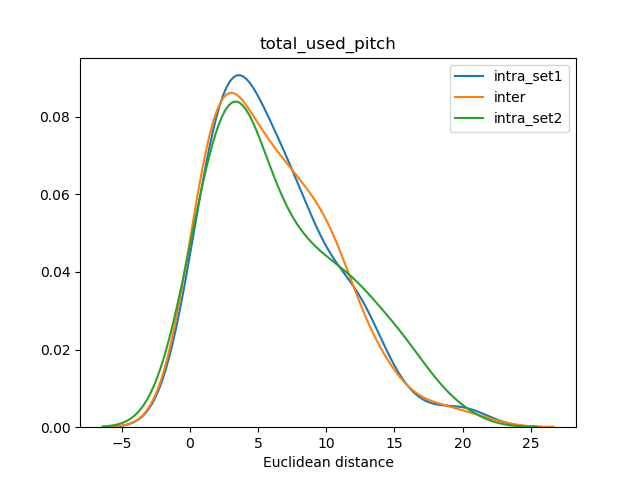 total_used_pitch
intra_set1
inter
intra_set2
0.08
0.06
0.04
0.02
0.00
−5
0
5
10
15
20
25
Euclidean distance